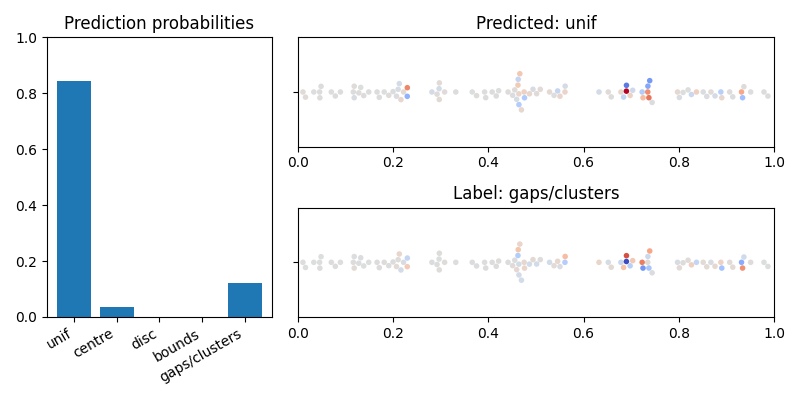 Prediction probabilities
1.0
0.8
0.6
0.4
0.2
0.0
unif
centre
disc
bounds
gaps/clusters
Predicted: unif
0.0 0.2 0.4 0.6 0.8 1.0
Label: gaps/clusters
0.0 0.2 0.4 0.6 0.8 1.0